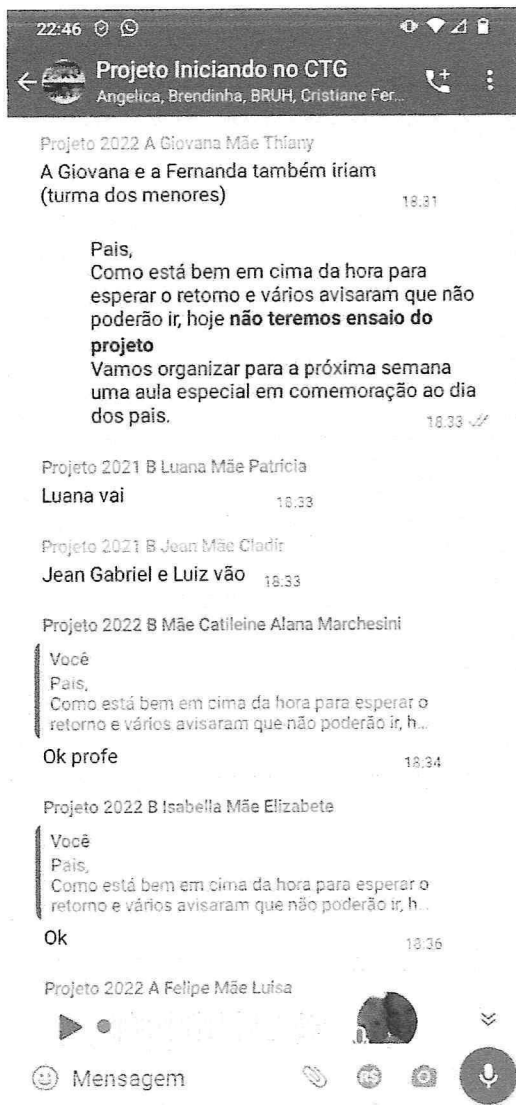 22:46
Projeto Iniciando no CTG
Angelica, Brendinha, BRUH, Cristiane Fer...
Projeto 2022 A Giovana Mãe Thiany
A Giovana e a Fernanda também iriam
(turma dos menores)
18:31
Pais,
Como está bem em cima da hora para
esperar o retorno e vários avisaram que não
poderão ir, hoje não teremos ensaio do
projeto
Vamos organizar para a próxima semana
uma aula especial em comemoração ao dia
dos pais.
18:33
Projeto 2021 B Luana Mãe Patricia
Luana vai
18:33
Projeto 2021 B Jean Mãe Cladir
Jean Gabriel e Luiz vão
18:33
Projeto 2022 B Mãe Catileine Alana Marchesini
Você
Pais,
Como está bem em cima da hora para esperar o
retorno e vários avisaram que não poderão ir, h...
Ok profe
18:34
Projeto 2022 B Isabella Mãe Elizabete
Você
Pais,
Como está bem em cima da hora para esperar o
retorno e vários avisaram que não poderão ir, h...
Ok
18:36
Projeto 2022 A Felipe Mãe Luisa
Mensagem
R$